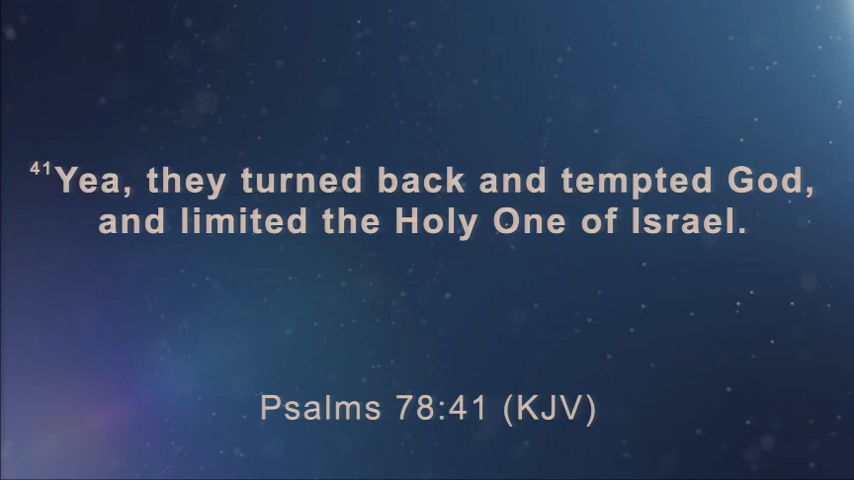 41Yea, they turned back and tempted God,
and limited the Holy One of Israel.
Psalms 78:41 (KJV)